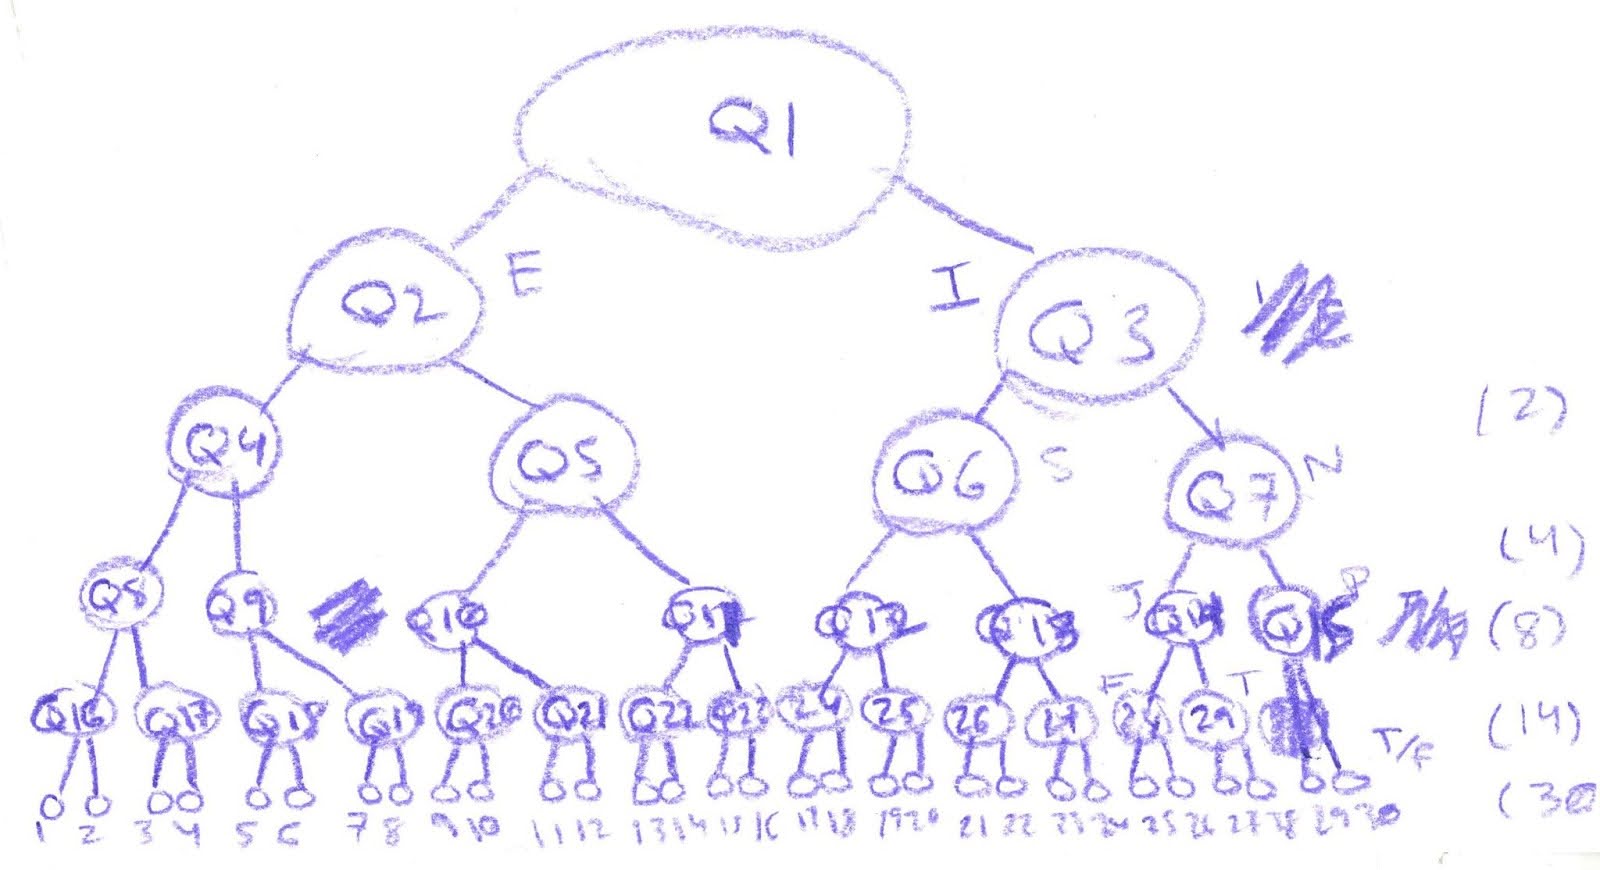 Q1
Q2 E I Q3
(2)
Q4 Q5 Q6 S Q7 N
(4)
Q8 Q9 Q10 Q11 Q12 Q13 J Q14 Q15 P (8)
F T
Q16 Q17 Q18 Q19 Q20 Q21 Q22 Q23 24 25 26 27 28 29 (14)
T/F
(30
1 2 3 4 5 6 7 8 9 10 11 12 13 14 15 16 17 18 19 20 21 22 23 24 25 26 27 28 29 30